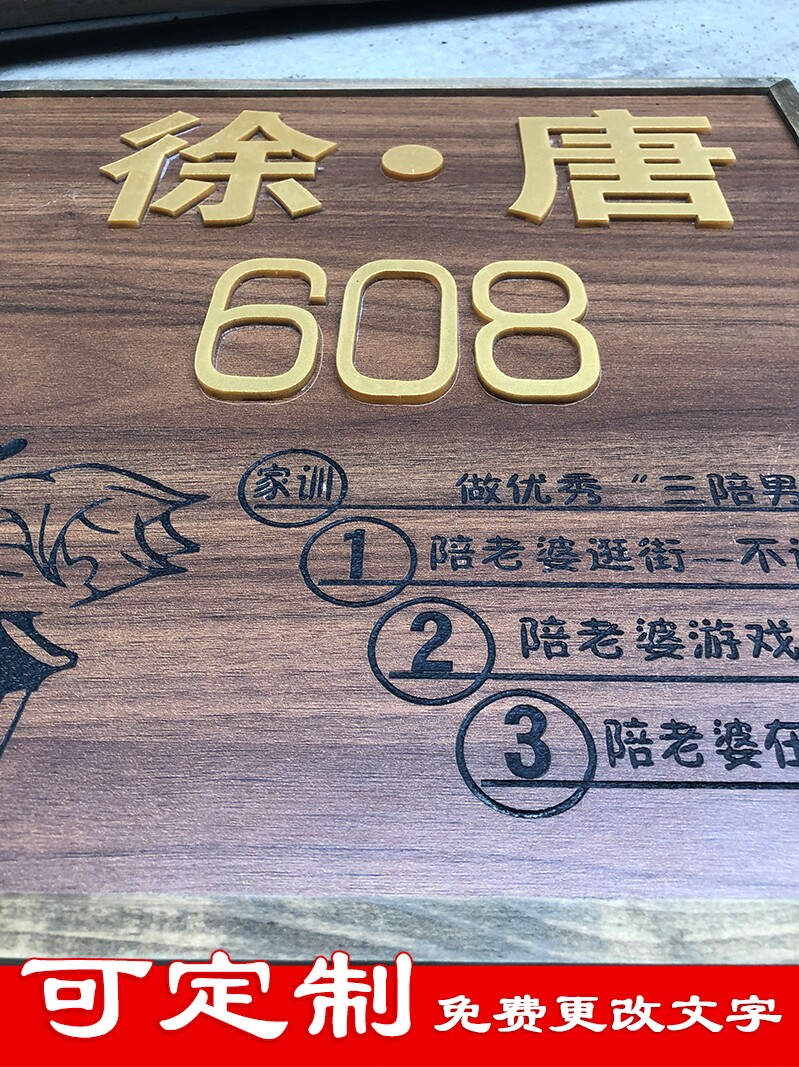 徐·唐
608
家训 做优秀“三陪男
1 陪老婆逛街--不
2 陪老婆游戏
3 陪老婆在
可定制 免费更改文字